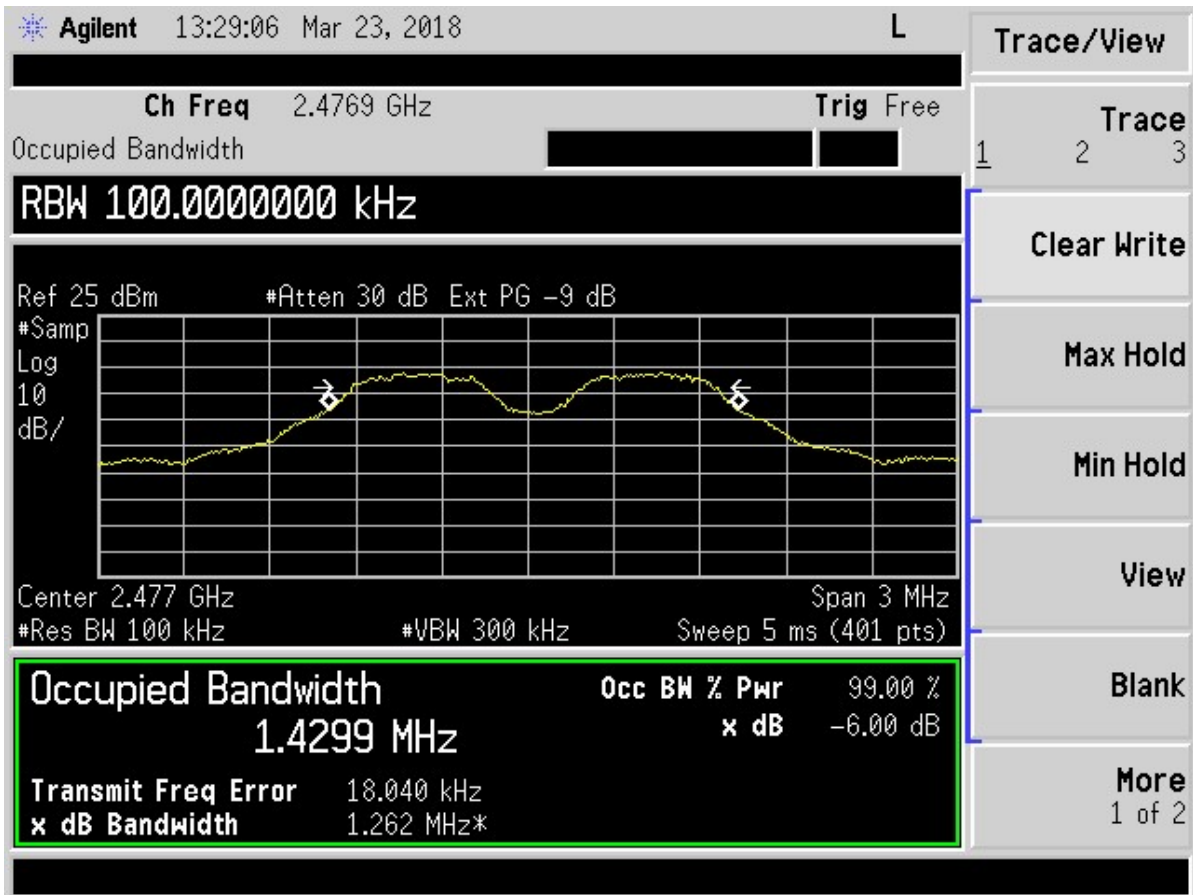 Agilent 13:29:06 Mar 23, 2018 L
Trace/View
Ch Freq 2.4769 GHz Trig Free
Occupied Bandwidth
Trace
1 2 3
RBW 100.0000000 kHz
Clear Write
Ref 25 dBm #Atten 30 dB Ext PG -9 dB
#Samp
Log
10
dB/
Max Hold
Min Hold
View
Center 2.477 GHz Span 3 MHz
#Res BW 100 kHz #VBW 300 kHz Sweep 5 ms (401 pts)
Occupied Bandwidth Occ BW % Pwr 99.00 %
1.4299 MHz x dB -6.00 dB
Blank
Transmit Freq Error 18.040 kHz
x dB Bandwidth 1.262 MHz*
More
1 of 2